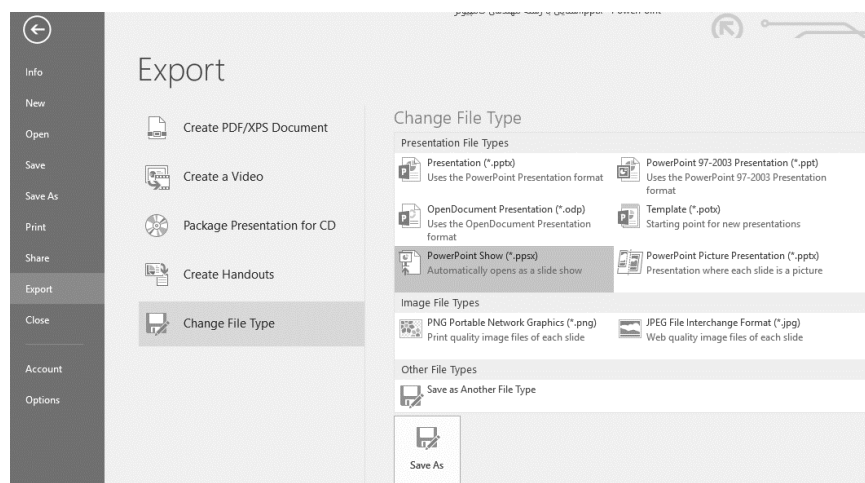 Info
New
Open
Save
Save As
Print
Share
Export
Close
Account
Options
Export
Create PDF/XPS Document
Create a Video
Package Presentation for CD
Create Handouts
Change File Type
Change File Type
Presentation File Types
Presentation (*.pptx)
Uses the PowerPoint Presentation format
PowerPoint 97-2003 Presentation (*.ppt)
Uses the PowerPoint 97-2003 Presentation
format
OpenDocument Presentation (*.odp)
Uses the OpenDocument Presentation
format
Template (*.potx)
Starting point for new presentations
PowerPoint Show (*.ppsx)
Automatically opens as a slide show
PowerPoint Picture Presentation (*.pptx)
Presentation where each slide is a picture
Image File Types
PNG Portable Network Graphics (*.png)
Print quality image files of each slide
JPEG File Interchange Format (*.jpg)
Web quality image files of each slide
Other File Types
Save as Another File Type
Save As